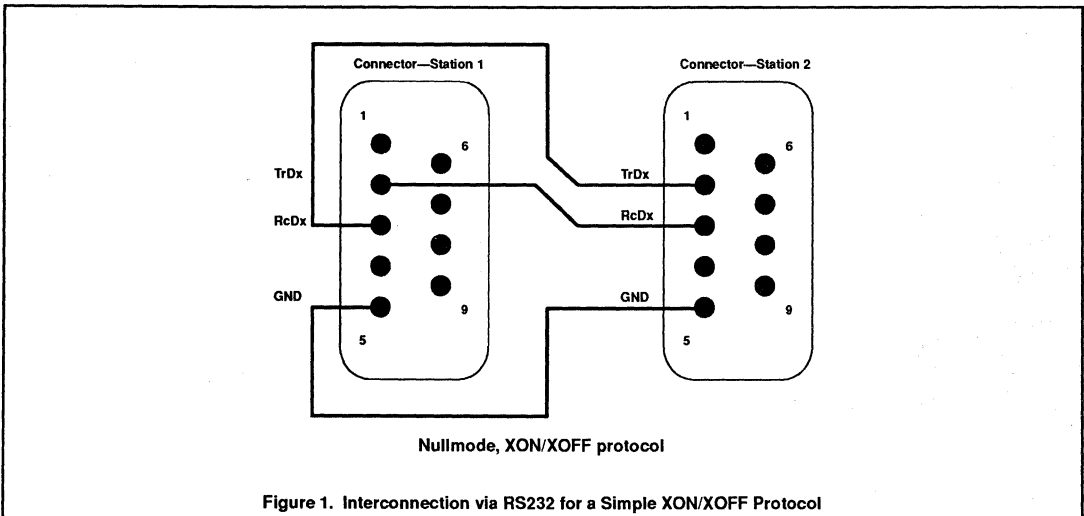 Connector—Station 1
Connector—Station 2
1
6
TrDx
RcDx
GND
9
5
1
6
TrDx
RcDx
GND
9
5
Nullmode, XON/XOFF protocol
Figure 1. Interconnection via RS232 for a Simple XON/XOFF Protocol